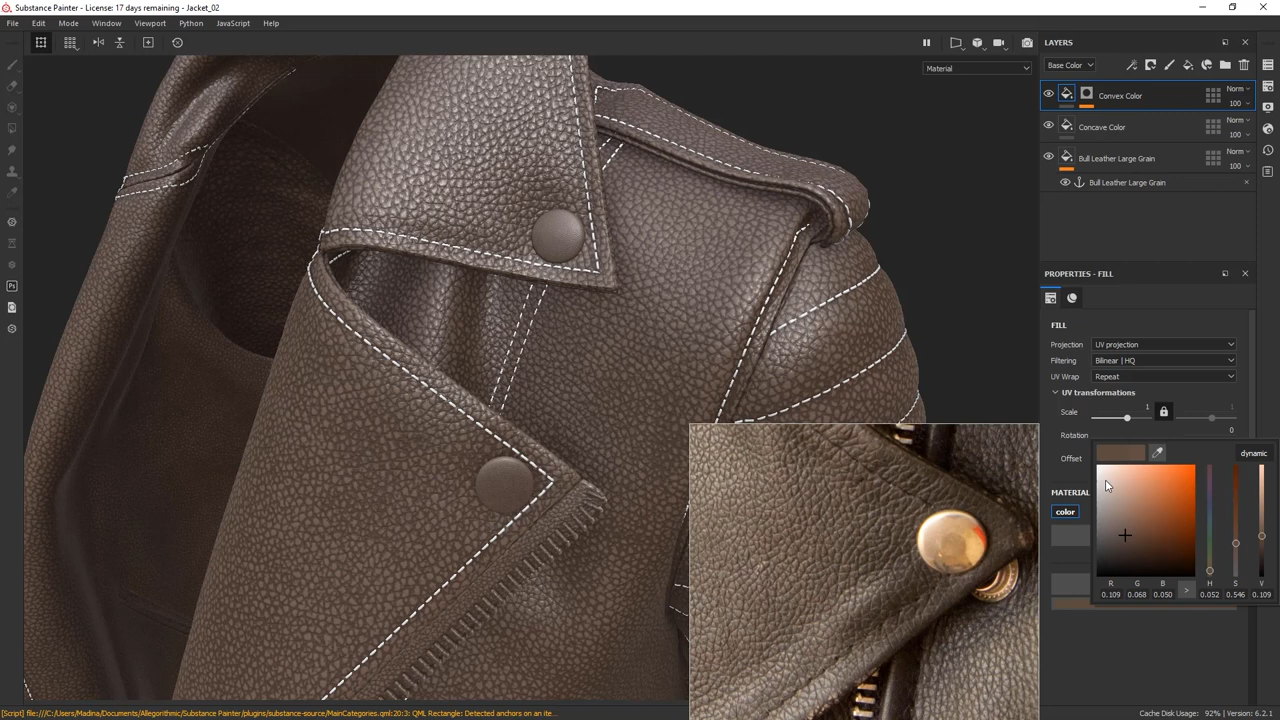 Substance Painter - License: 17 days remaining - Jacket_02
File Edit Mode Window Viewport Python JavaScript Help
Material
LAYERS
Base Color
Convex Color
Norm
100
Concave Color
Norm
100
Bull Leather Large Grain
Norm
100
Bull Leather Large Grain
PROPERTIES - FILL
FILL
Projection UV projection
Filtering Bilinear | HQ
UV Wrap Repeat
UV transformations
Scale 1 1
Rotation 0
Offset
dynamic
MATERIAL
color
R G B H S V
0.109 0.068 0.050 > 0.052 0.546 0.109
[Script] file:///C:/Users/Madina/Documents/Allegorithmic/Substance Painter/plugins/substance-source/MainCategories.qml:20:3: QML Rectangle: Detected anchors on an ite...
Cache Disk Usage: 92% | Version: 6.2.1